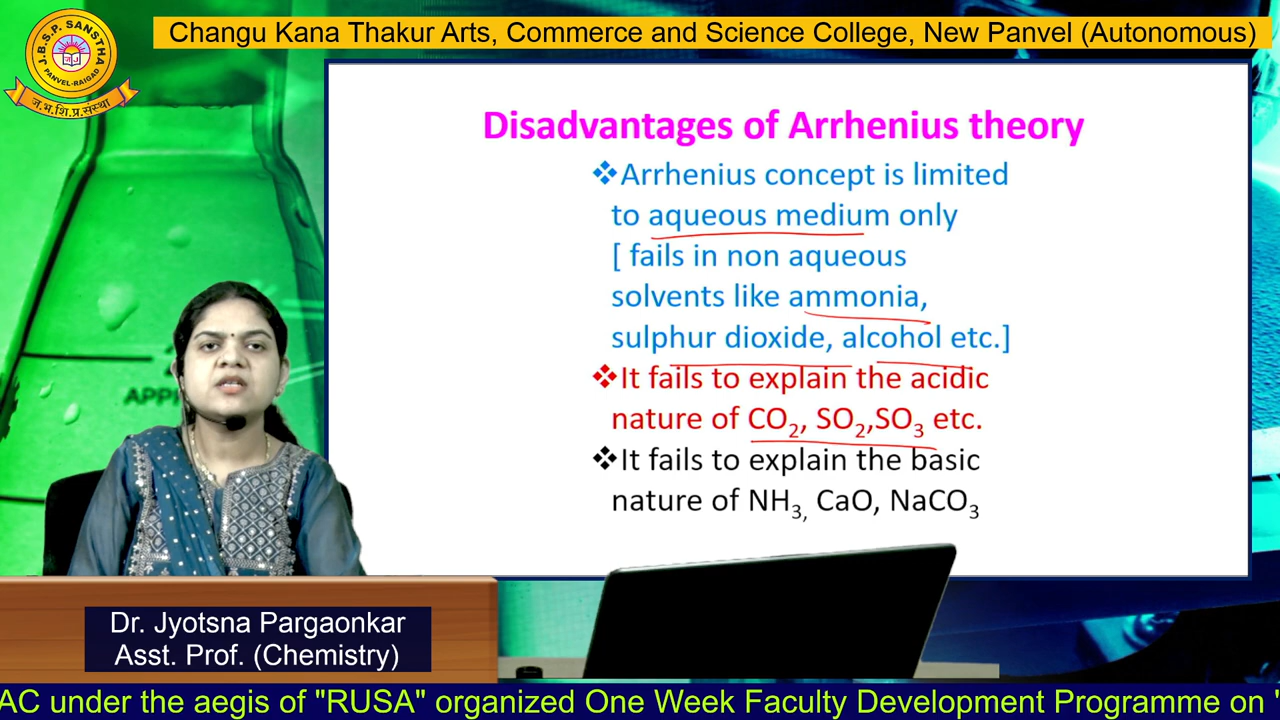 Changu Kana Thakur Arts, Commerce and Science College, New Panvel (Autonomous)
J.B.S.P. SANSTHA
PANVEL-RAIGAD
ज.भ.शि.प्र.संस्था
Disadvantages of Arrhenius theory
❖Arrhenius concept is limited
to aqueous medium only
[ fails in non aqueous
solvents like ammonia,
sulphur dioxide, alcohol etc.]
❖It fails to explain the acidic
nature of CO₂, SO₂,SO₃ etc.
❖It fails to explain the basic
nature of NH₃, CaO, NaCO₃
APP
Dr. Jyotsna Pargaonkar
Asst. Prof. (Chemistry)
AC under the aegis of "RUSA" organized One Week Faculty Development Programme on "